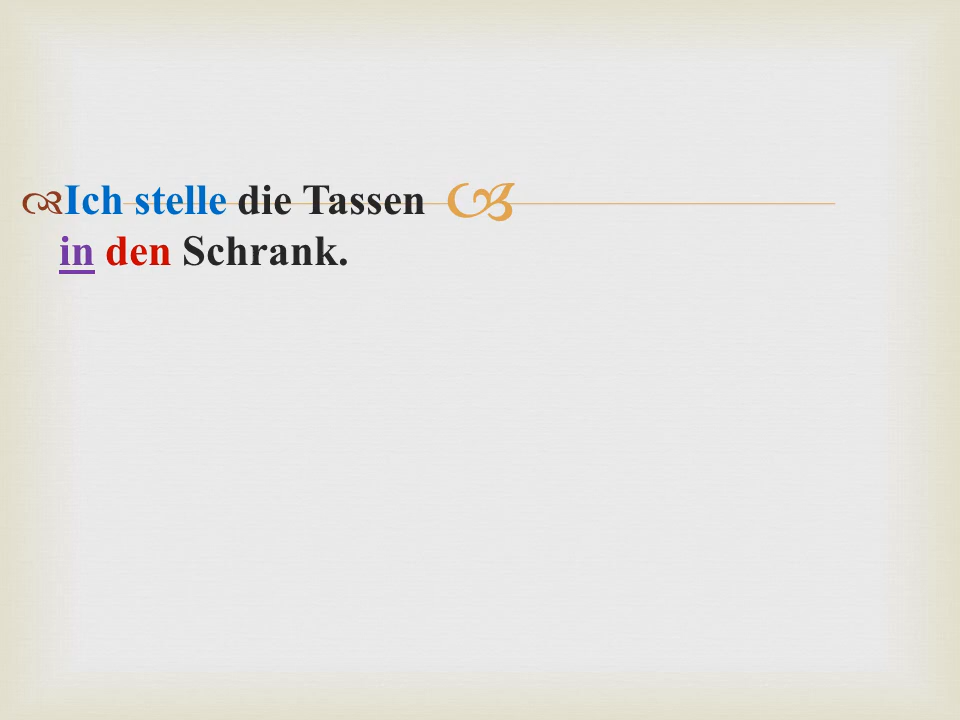 Ich stelle die Tassen
in den Schrank.